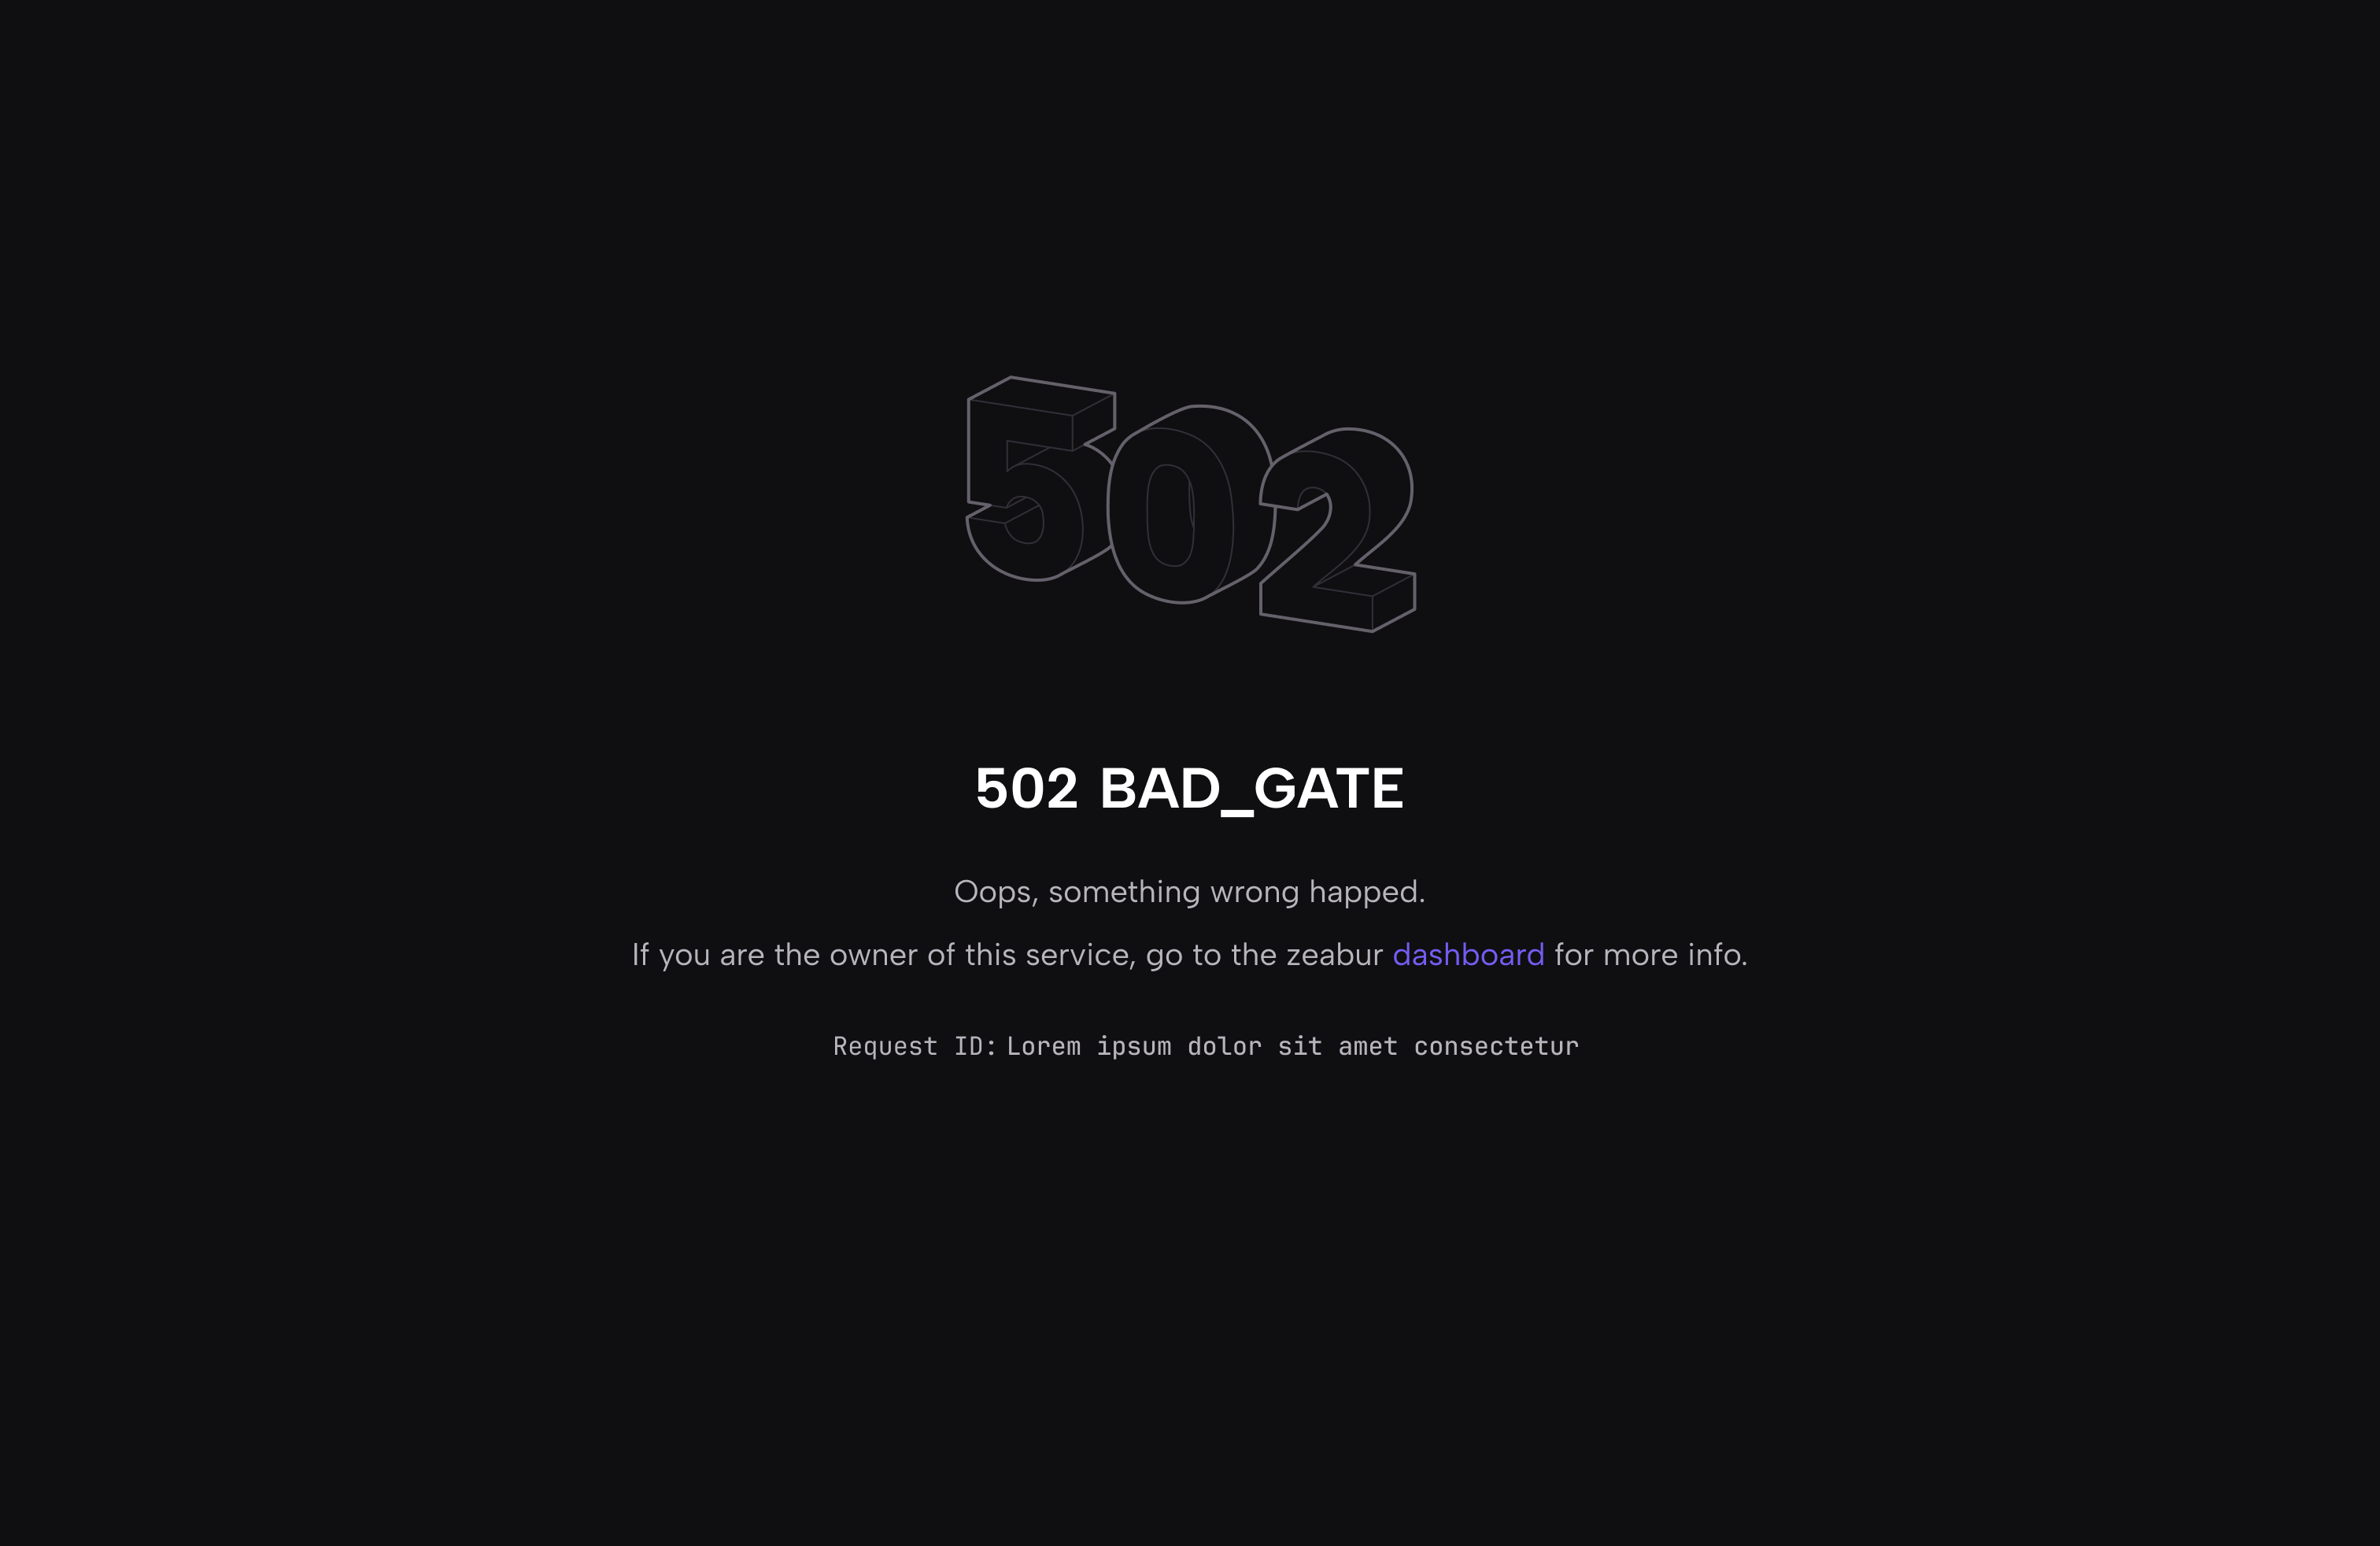 502
502 BAD_GATE
Oops, something wrong happed.
If you are the owner of this service, go to the zeabur dashboard for more info.
Request ID: Lorem ipsum dolor sit amet consectetur